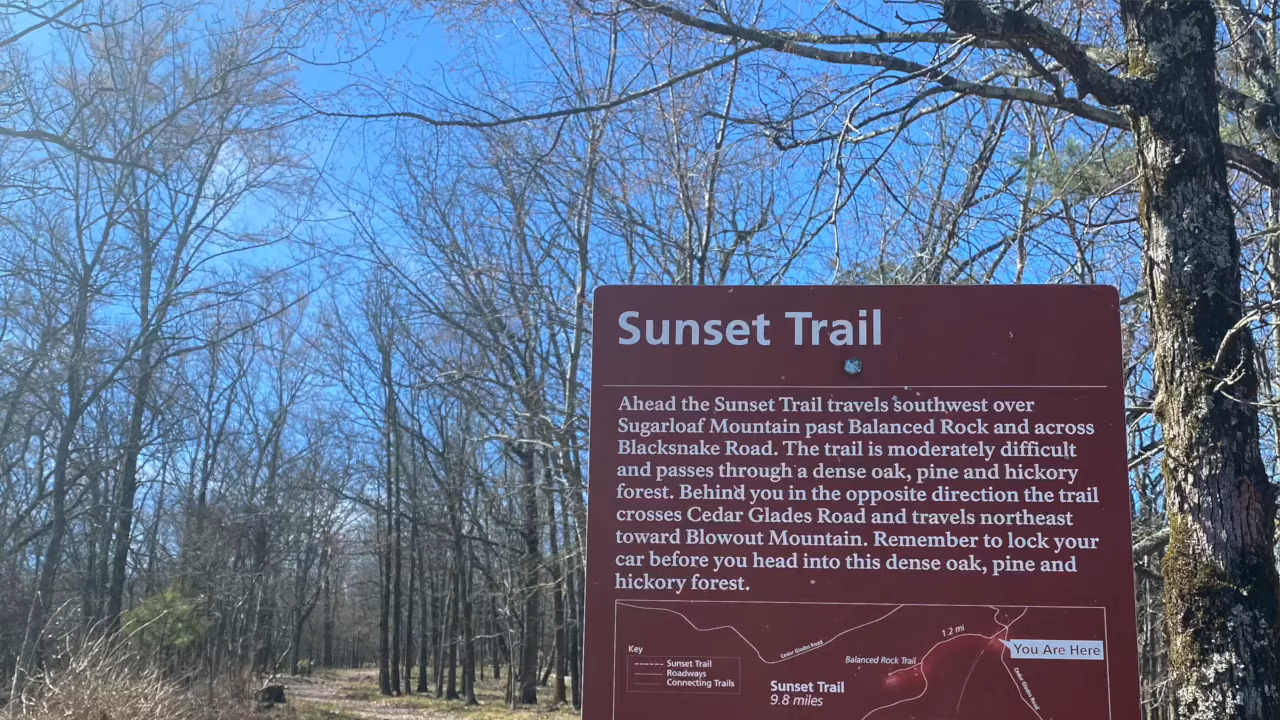 Sunset Trail
Ahead the Sunset Trail travels southwest over
Sugarloaf Mountain past Balanced Rock and across
Blacksnake Road. The trail is moderately difficult
and passes through a dense oak, pine and hickory
forest. Behind you in the opposite direction the trail
crosses Cedar Glades Road and travels northeast
toward Blowout Mountain. Remember to lock your
car before you head into this dense oak, pine and
hickory forest.
Cedar Glades Road
1.2 mi
You Are Here
Key
Sunset Trail
Roadways
Connecting Trails
Balanced Rock Trail
Sunset Trail
9.8 miles
Cedar Glades Road